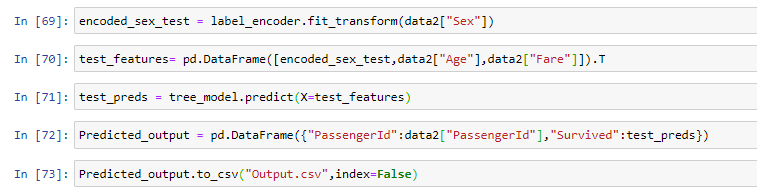 In [69]: encoded_sex_test = label_encoder.fit_transform(data2["Sex"])
In [70]: test_features= pd.DataFrame([encoded_sex_test,data2["Age"],data2["Fare"]]).T
In [71]: test_preds = tree_model.predict(X=test_features)
In [72]: Predicted_output = pd.DataFrame({"PassengerId":data2["PassengerId"],"Survived":test_preds})
In [73]: Predicted_output.to_csv("Output.csv",index=False)